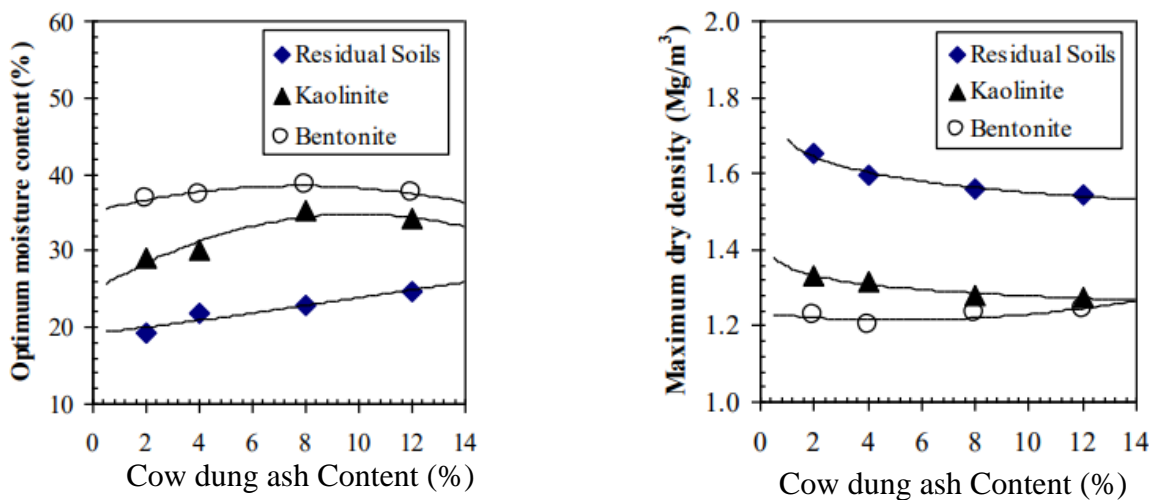 Optimum moisture content (%)
60
50
40
30
20
10
Residual Soils
Kaolinite
Bentonite
0 2 4 6 8 10 12 14
Cow dung ash Content (%)
Maximum dry density (Mg/m³)
2.0
1.8
1.6
1.4
1.2
1.0
Residual Soils
Kaolinite
Bentonite
0 2 4 6 8 10 12 14
Cow dung ash Content (%)